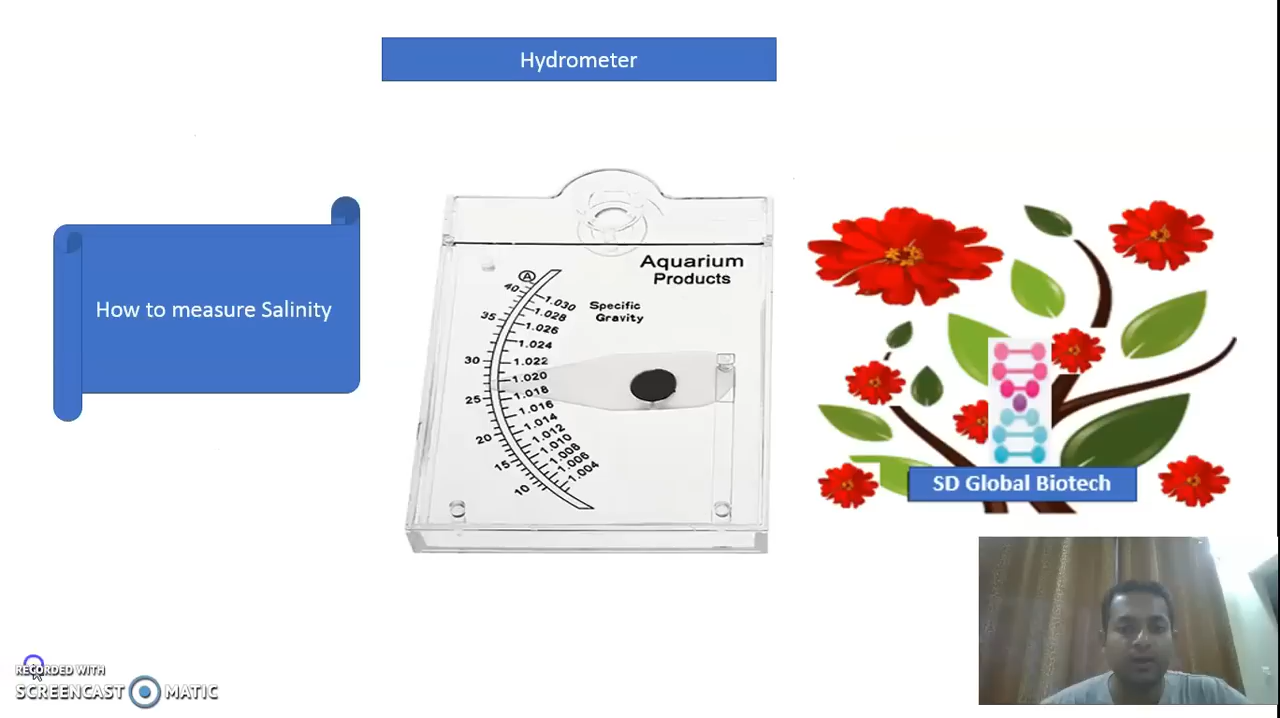 Hydrometer
How to measure Salinity
Aquarium
Products
Specific
Gravity
A
40
35
30
25
20
15
10
1.030
1.028
1.026
1.024
1.022
1.020
1.018
1.016
1.014
1.012
1.010
1.008
1.006
1.004
SD Global Biotech
RECORDED WITH
SCREENCAST MATIC